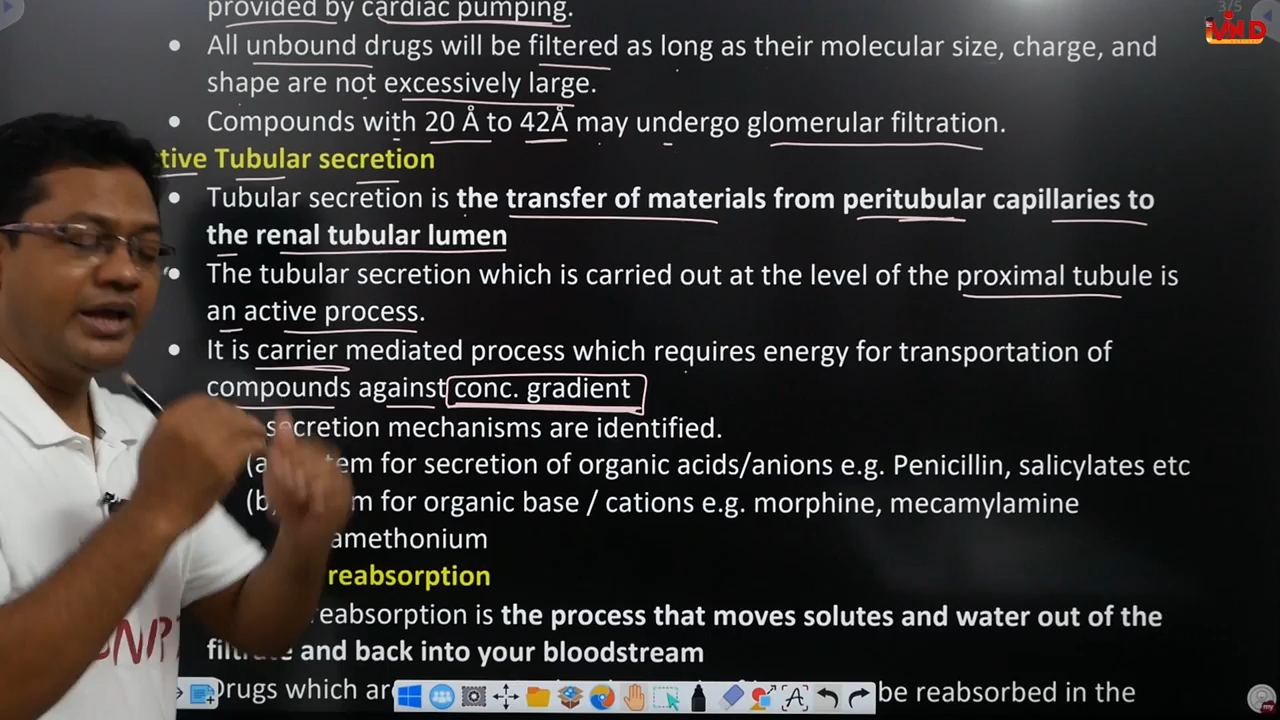 provided by cardiac pumping.
3/5
All unbound drugs will be filtered as long as their molecular size, charge, and
shape are not excessively large.
Compounds with 20 Å to 42Å may undergo glomerular filtration.
tive Tubular secretion
Tubular secretion is the transfer of materials from peritubular capillaries to
the renal tubular lumen
The tubular secretion which is carried out at the level of the proximal tubule is
an active process.
It is carrier mediated process which requires energy for transportation of
compounds against conc. gradient
secretion mechanisms are identified.
(a tem for secretion of organic acids/anions e.g. Penicillin, salicylates etc
(b) m for organic base / cations e.g. morphine, mecamylamine
amethonium
reabsorption
reabsorption is the process that moves solutes and water out of the
filtrate and back into your bloodstream
Drugs which are be reabsorbed in the